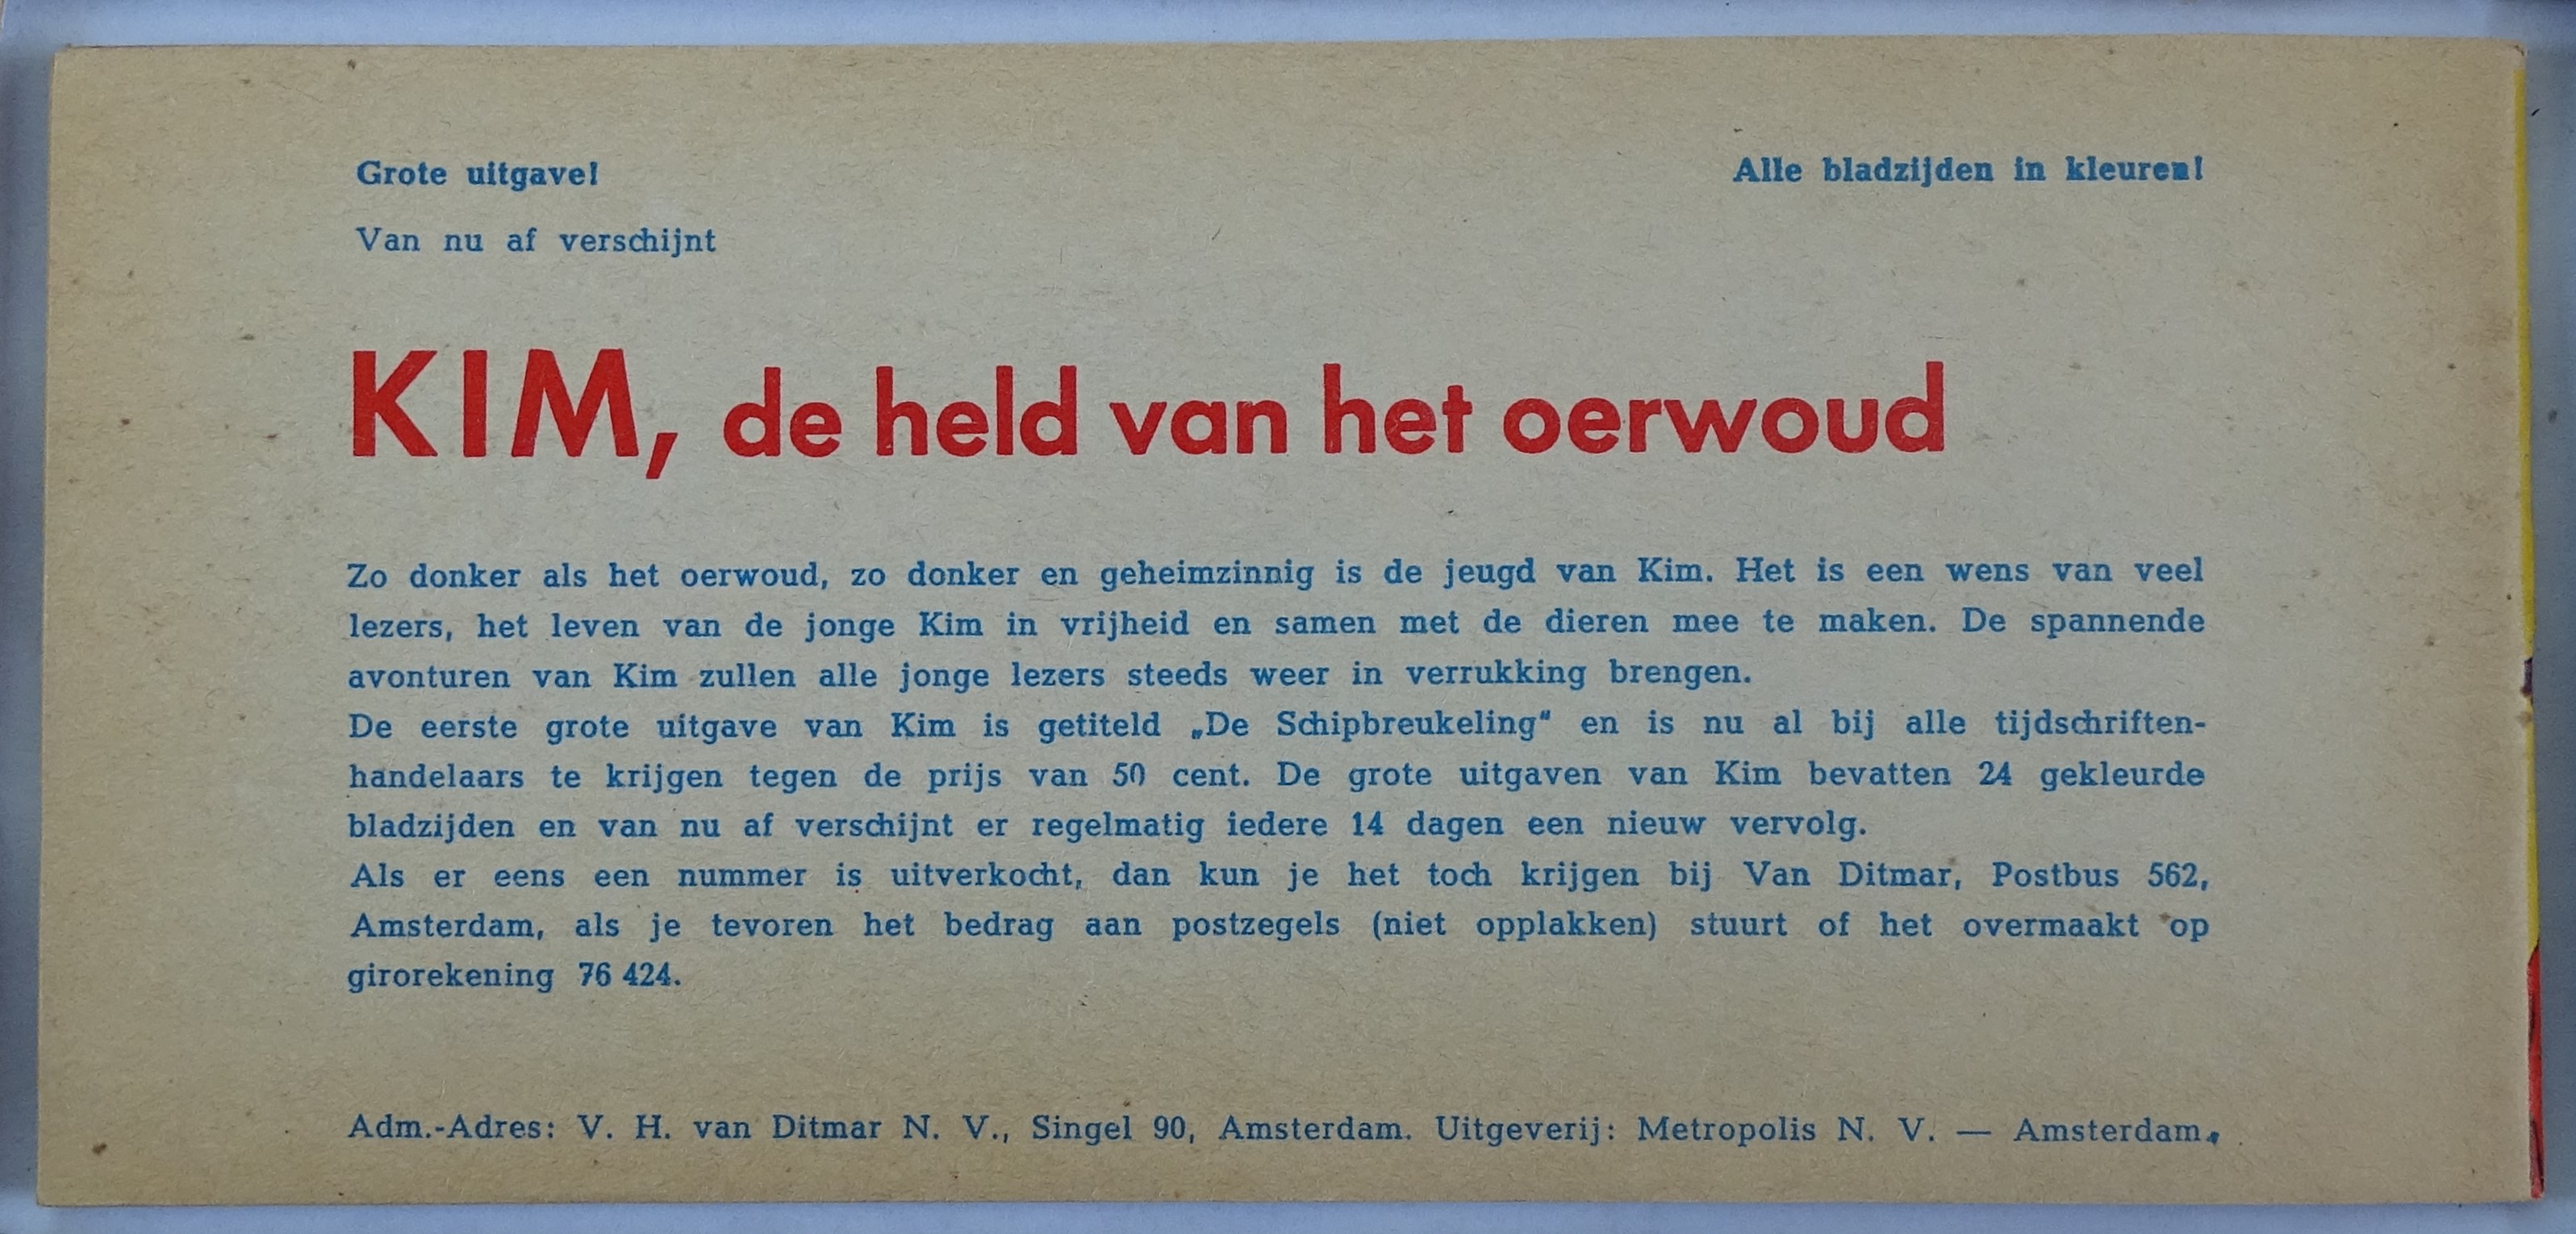 Grote uitgave! Alle bladzijden in kleuren!
Van nu af verschijnt
KIM, de held van het oerwoud
Zo donker als het oerwoud, zo donker en geheimzinnig is de jeugd van Kim. Het is een wens van veel
lezers, het leven van de jonge Kim in vrijheid en samen met de dieren mee te maken. De spannende
avonturen van Kim zullen alle jonge lezers steeds weer in verrukking brengen.
De eerste grote uitgave van Kim is getiteld „De Schipbreukeling“ en is nu al bij alle tijdschriften-
handelaars te krijgen tegen de prijs van 50 cent. De grote uitgaven van Kim bevatten 24 gekleurde
bladzijden en van nu af verschijnt er regelmatig iedere 14 dagen een nieuw vervolg.
Als er eens een nummer is uitverkocht, dan kun je het toch krijgen bij Van Ditmar, Postbus 562,
Amsterdam, als je tevoren het bedrag aan postzegels (niet opplakken) stuurt of het overmaakt op
girorekening 76 424.
Adm.-Adres: V. H. van Ditmar N. V., Singel 90, Amsterdam. Uitgeverij: Metropolis N. V. — Amsterdam.